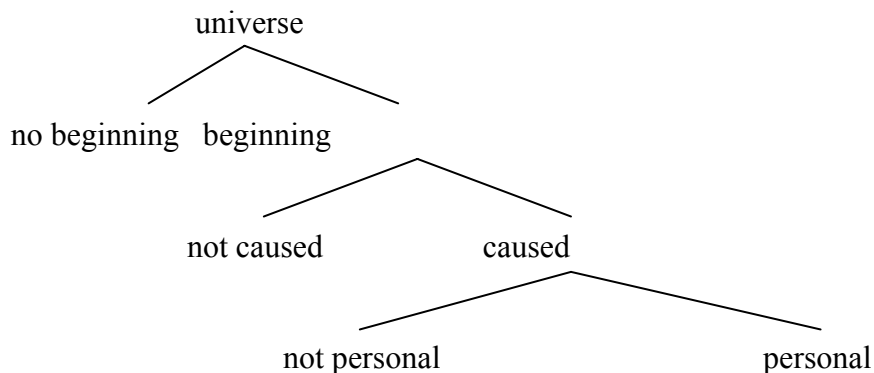 universe
no beginning beginning
not caused caused
not personal personal